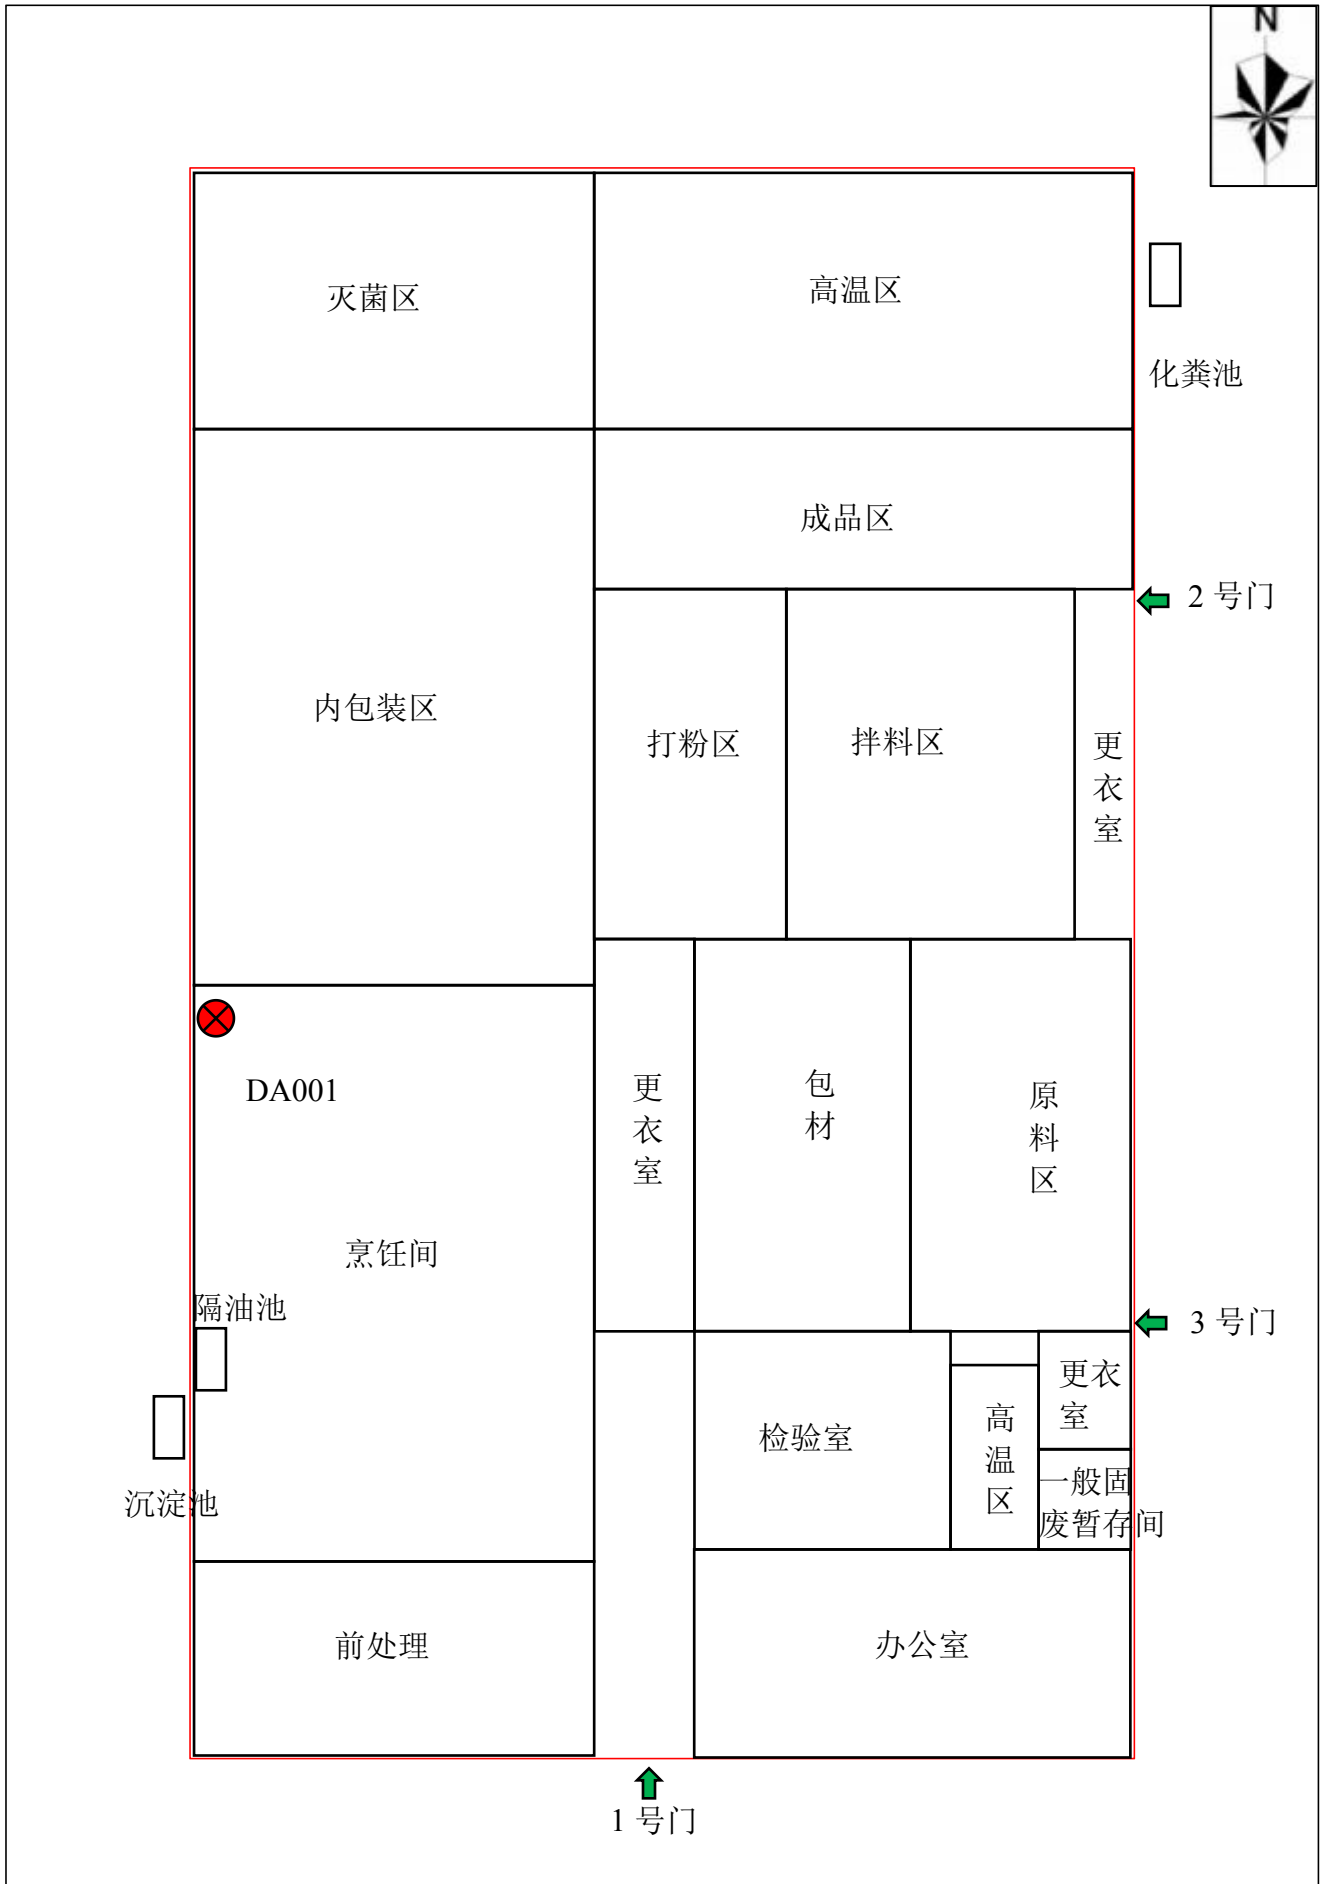 N
灭菌区
高温区
化粪池
成品区
2 号门
内包装区
打粉区
拌料区
更
衣
室
DA001
更
衣
室
包
材
原
料
区
烹饪间
隔油池
3 号门
更衣
室
高
温
区
检验室
一般固
废暂存间
沉淀池
前处理
办公室
1 号门